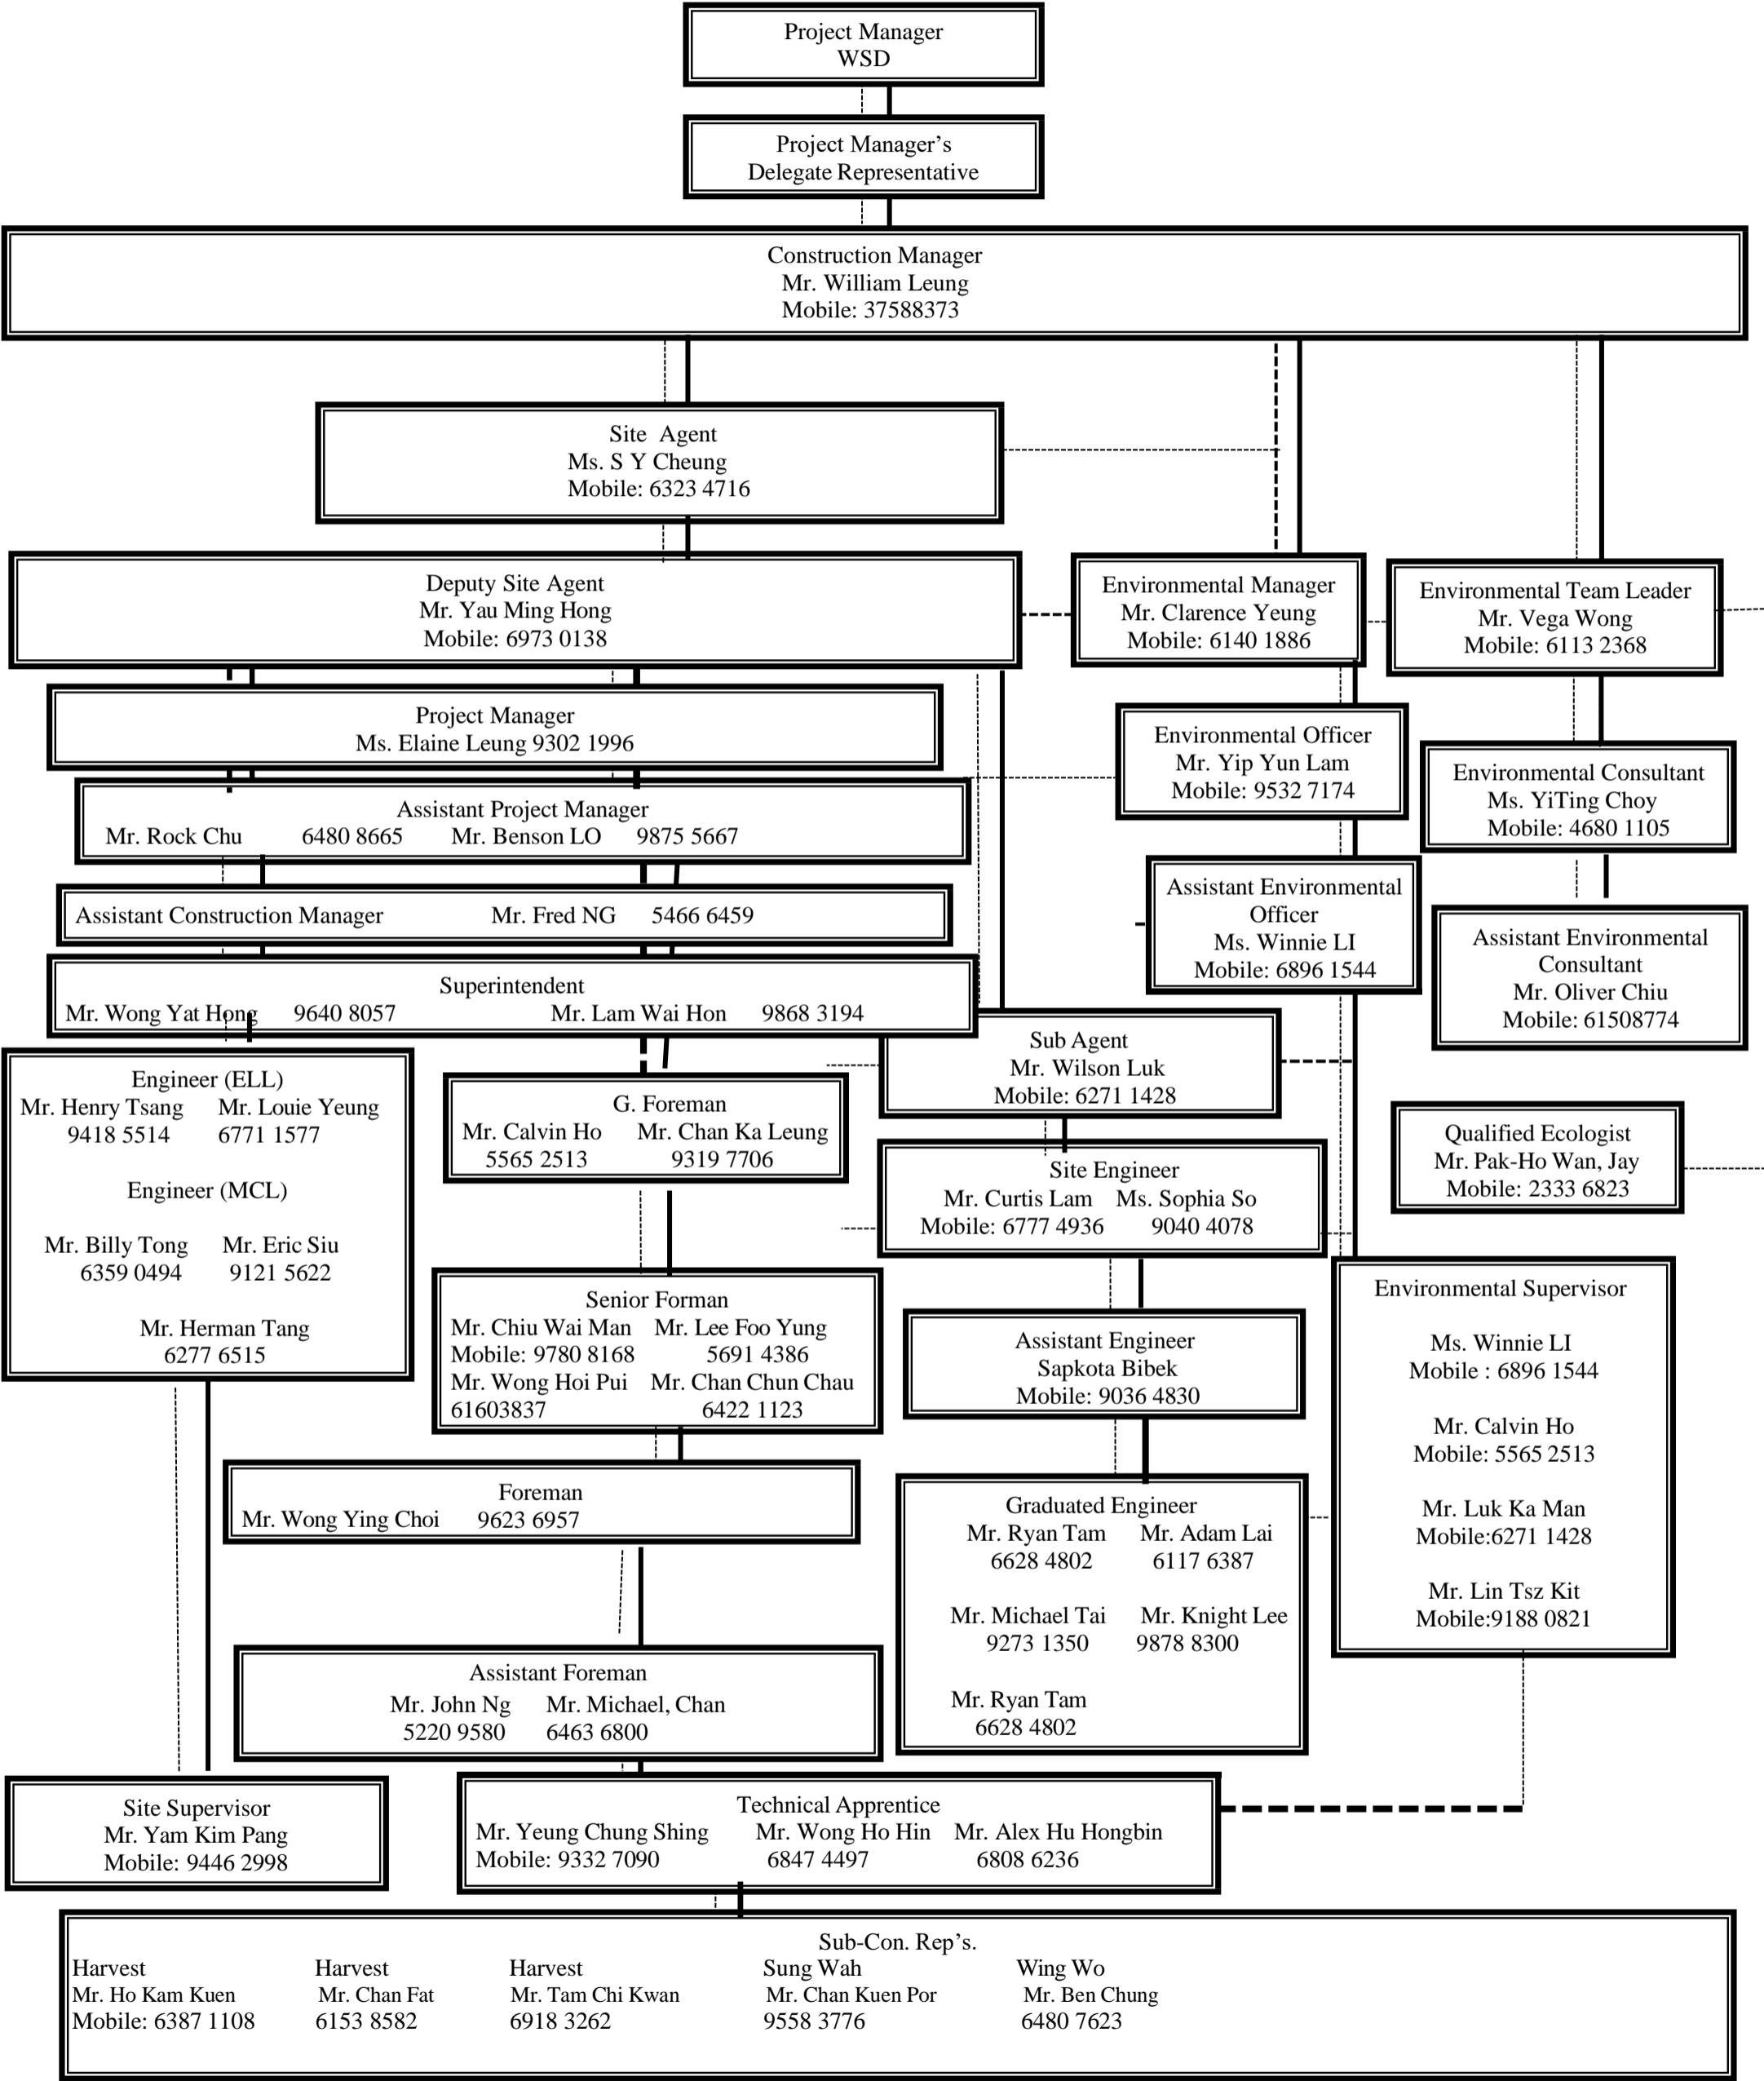 Project Manager
WSD
Project Manager’s
Delegate Representative
Construction Manager
Mr. William Leung
Mobile: 37588373
Site Agent
Ms. S Y Cheung
Mobile: 6323 4716
Deputy Site Agent
Mr. Yau Ming Hong
Mobile: 6973 0138
Environmental Manager
Mr. Clarence Yeung
Mobile: 6140 1886
Environmental Team Leader
Mr. Vega Wong
Mobile: 6113 2368
Project Manager
Ms. Elaine Leung 9302 1996
Environmental Officer
Mr. Yip Yun Lam
Mobile: 9532 7174
Environmental Consultant
Ms. YiTing Choy
Mobile: 4680 1105
Assistant Project Manager
Mr. Rock Chu 6480 8665 Mr. Benson LO 9875 5667
Assistant Construction Manager Mr. Fred NG 5466 6459
Assistant Environmental
Officer
Ms. Winnie LI
Mobile: 6896 1544
Assistant Environmental
Consultant
Mr. Oliver Chiu
Mobile: 61508774
Superintendent
Mr. Wong Yat Hong 9640 8057 Mr. Lam Wai Hon 9868 3194
Sub Agent
Mr. Wilson Luk
Mobile: 6271 1428
Engineer (ELL)
Mr. Henry Tsang Mr. Louie Yeung
9418 5514 6771 1577
Engineer (MCL)
Mr. Billy Tong Mr. Eric Siu
6359 0494 9121 5622
Mr. Herman Tang
6277 6515
G. Foreman
Mr. Calvin Ho Mr. Chan Ka Leung
5565 2513 9319 7706
Qualified Ecologist
Mr. Pak-Ho Wan, Jay
Mobile: 2333 6823
Site Engineer
Mr. Curtis Lam Ms. Sophia So
Mobile: 6777 4936 9040 4078
Senior Forman
Mr. Chiu Wai Man Mr. Lee Foo Yung
Mobile: 9780 8168 5691 4386
Mr. Wong Hoi Pui Mr. Chan Chun Chau
61603837 6422 1123
Assistant Engineer
Sapkota Bibek
Mobile: 9036 4830
Environmental Supervisor
Ms. Winnie LI
Mobile : 6896 1544
Mr. Calvin Ho
Mobile: 5565 2513
Mr. Luk Ka Man
Mobile:6271 1428
Mr. Lin Tsz Kit
Mobile:9188 0821
Foreman
Mr. Wong Ying Choi 9623 6957
Graduated Engineer
Mr. Ryan Tam Mr. Adam Lai
6628 4802 6117 6387
Mr. Michael Tai Mr. Knight Lee
9273 1350 9878 8300
Mr. Ryan Tam
6628 4802
Assistant Foreman
Mr. John Ng Mr. Michael, Chan
5220 9580 6463 6800
Site Supervisor
Mr. Yam Kim Pang
Mobile: 9446 2998
Technical Apprentice
Mr. Yeung Chung Shing Mr. Wong Ho Hin Mr. Alex Hu Hongbin
Mobile: 9332 7090 6847 4497 6808 6236
Sub-Con. Rep’s.
Harvest Harvest Harvest Sung Wah Wing Wo
Mr. Ho Kam Kuen Mr. Chan Fat Mr. Tam Chi Kwan Mr. Chan Kuen Por Mr. Ben Chung
Mobile: 6387 1108 6153 8582 6918 3262 9558 3776 6480 7623